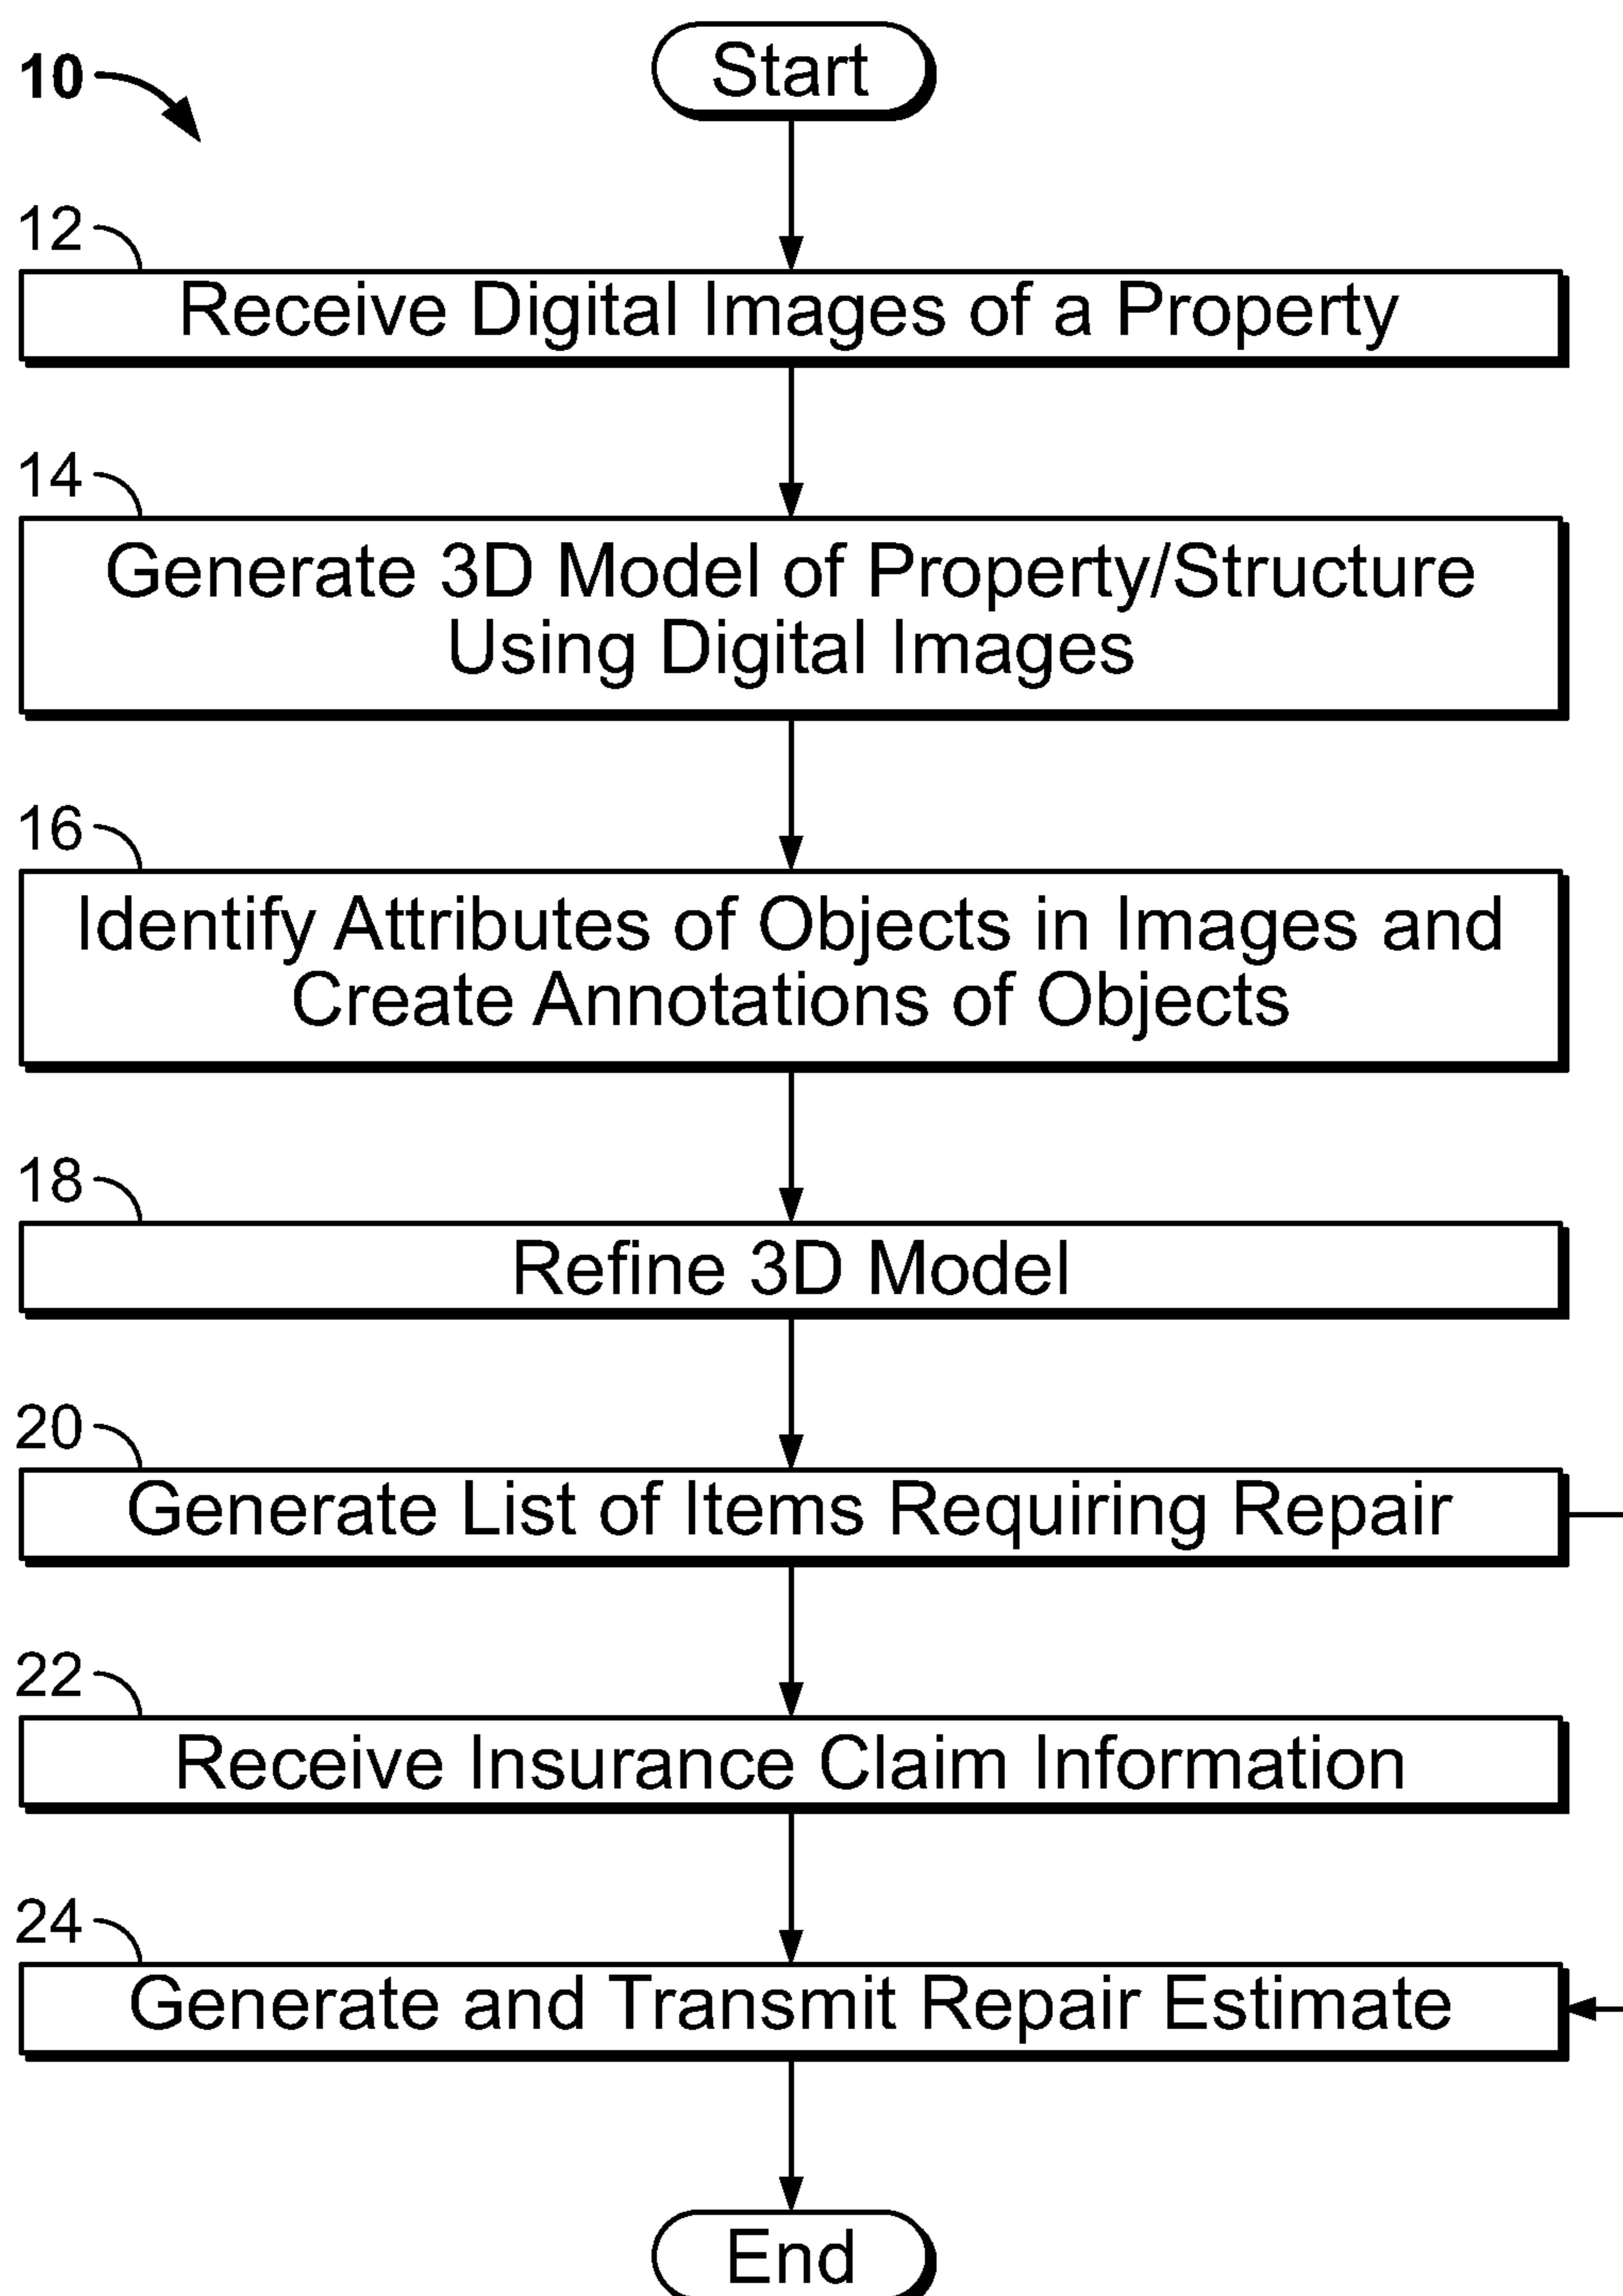 10
Start
12
Receive Digital Images of a Property
14
Generate 3D Model of Property/Structure
Using Digital Images
16
Identify Attributes of Objects in Images and
Create Annotations of Objects
18
Refine 3D Model
20
Generate List of Items Requiring Repair
22
Receive Insurance Claim Information
24
Generate and Transmit Repair Estimate
End